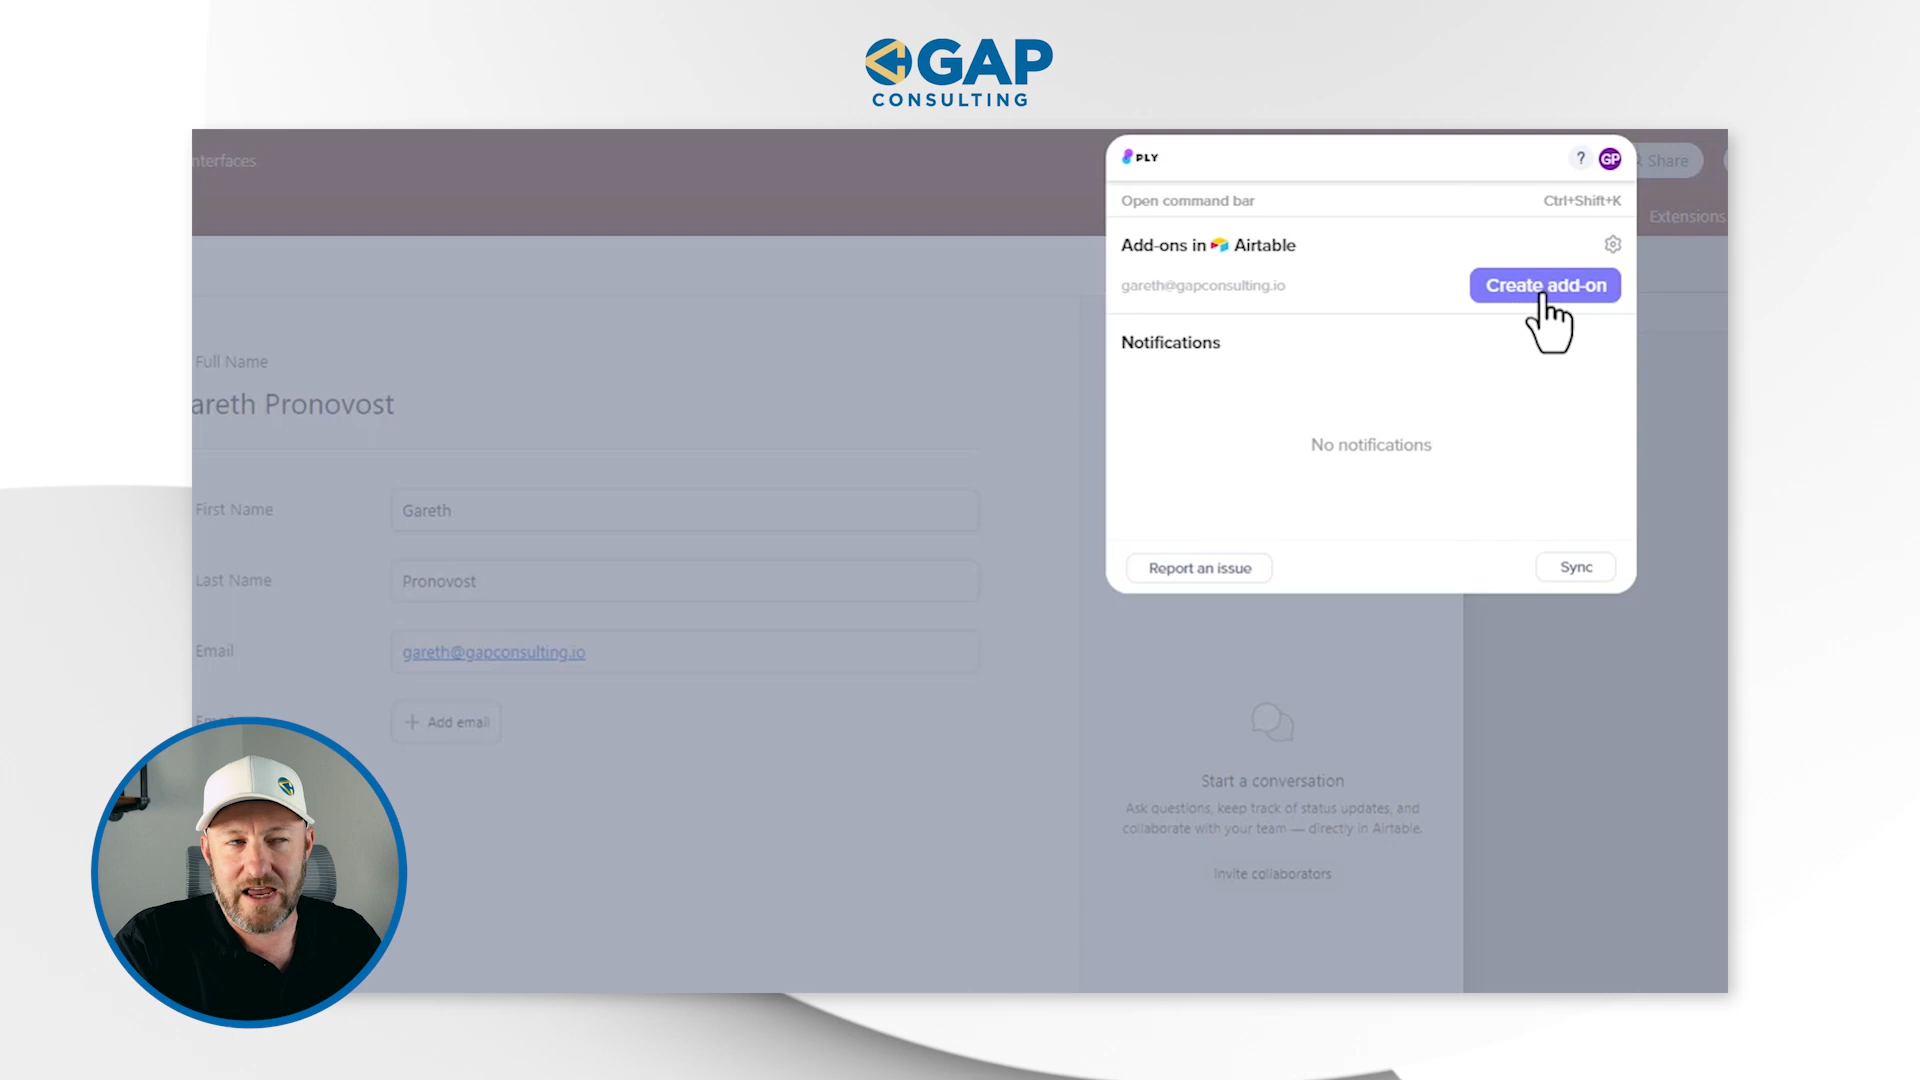 GAP
CONSULTING
nterfaces
PLY
?
GP
Share
Open command bar
Ctrl+Shift+K
Extensions
Add-ons in Airtable
gareth@gapconsulting.io
Create add-on
Notifications
No notifications
Report an issue
Sync
Full Name
areth Pronovost
First Name
Gareth
Last Name
Pronovost
Email
gareth@gapconsulting.io
+ Add email
Start a conversation
Ask questions, keep track of status updates, and
collaborate with your team — directly in Airtable.
Invite collaborators